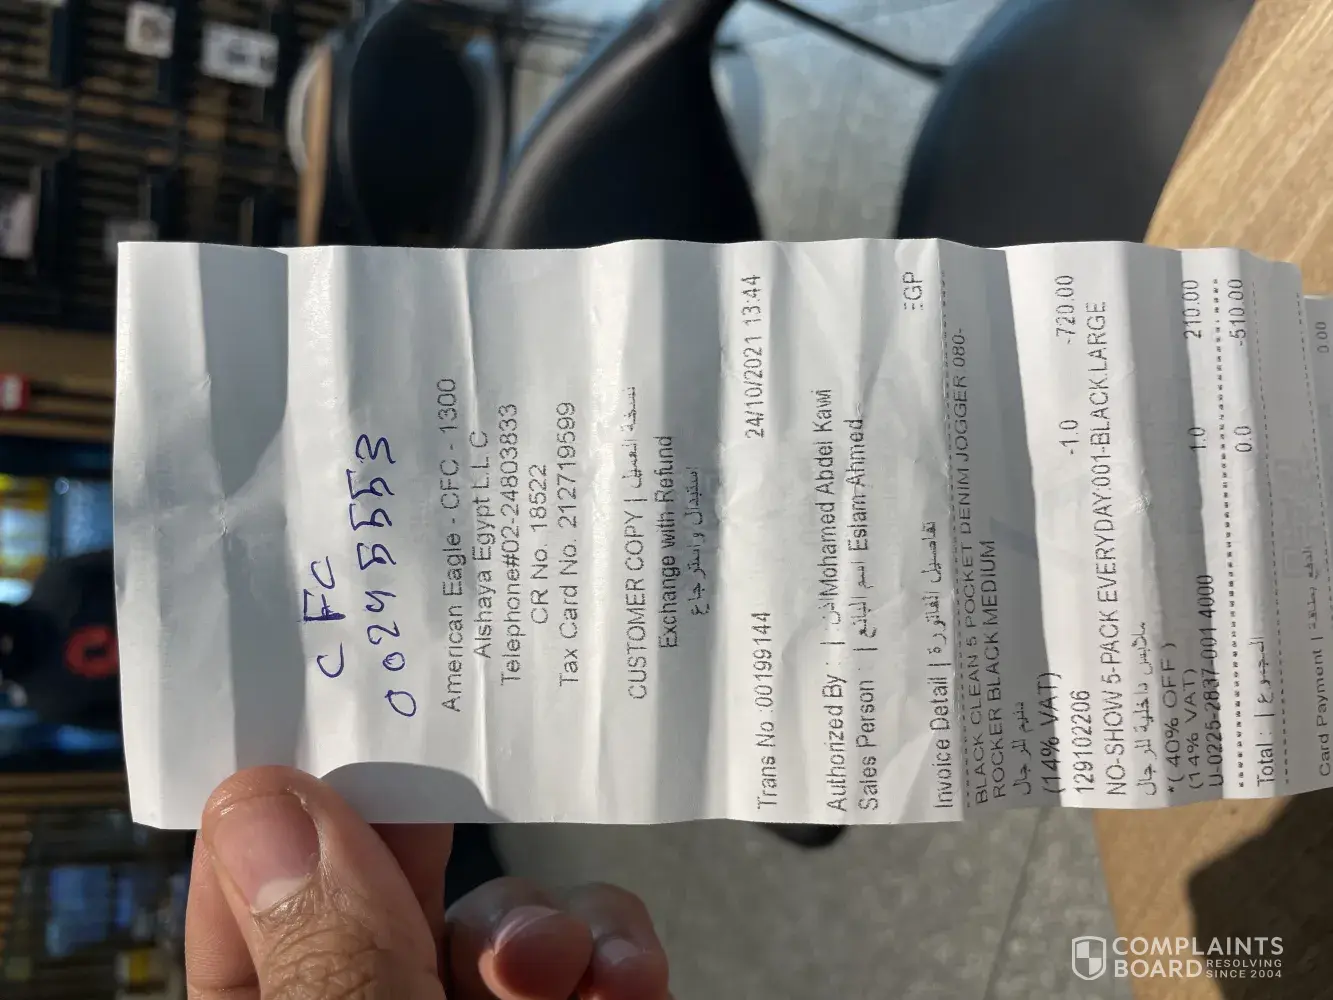 CFC
00245553
American Eagle - CFC - 1300
Alshaya Egypt L.L.C
Telephone#02-24803833
CR No. 18522
Tax Card No. 212719599
CUSTOMER COPY | نسخة العميل
Exchange with Refund
استبدال واسترجاع
Trans No :00199144 24/10/2021 13:44
Authorized By : | Mohamed Abdel Kawi
Sales Person : | اسم البائع Eslam Ahmed
EGP
Invoice Detail | تفاصيل الفاتورة
BLACK CLEAN 5 POCKET DENIM JOGGER 080-
ROCKER BLACK MEDIUM
(14% VAT)
129102206 -1.0 -720.00
NO-SHOW 5-PACK EVERYDAY:001-BLACK.LARGE
ملابس داخلية للرجال
*( 40% OFF )
(14% VAT)
U-0225-2837-001 4000 1.0 210.00
Total : | المجموع 0.0 -510.00
Card Payment | 0.00
COMPLAINTS
BOARD RESOLVING
SINCE 2004